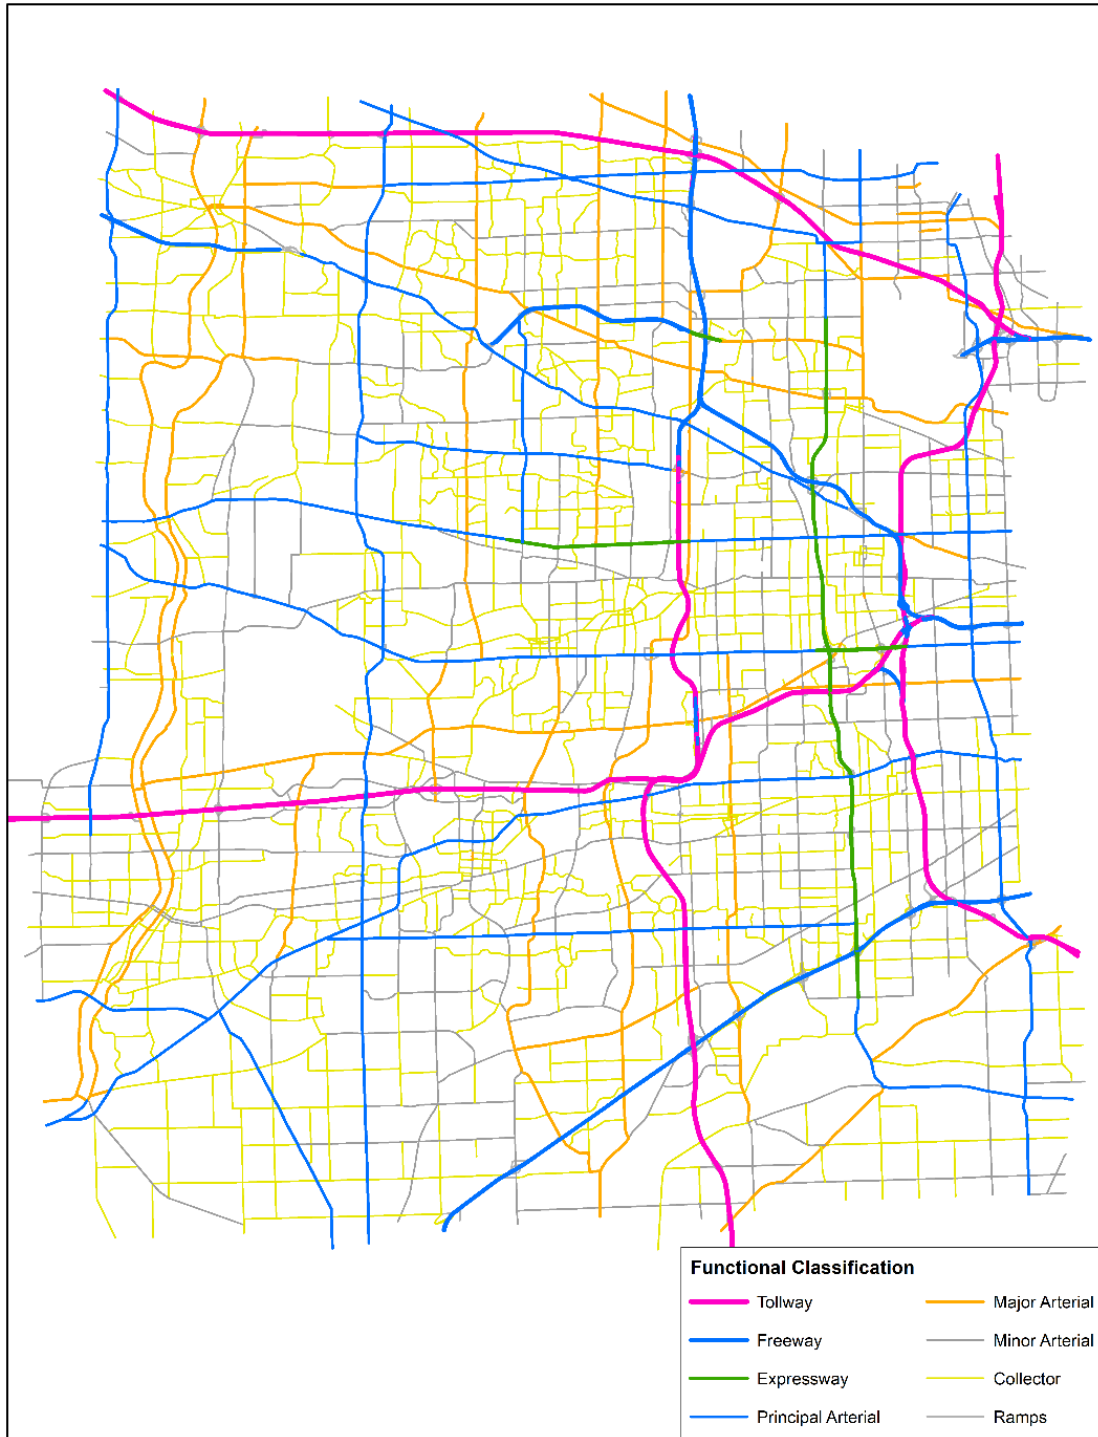 Functional Classification
Tollway
Major Arterial
Freeway
Minor Arterial
Expressway
Collector
Principal Arterial
Ramps